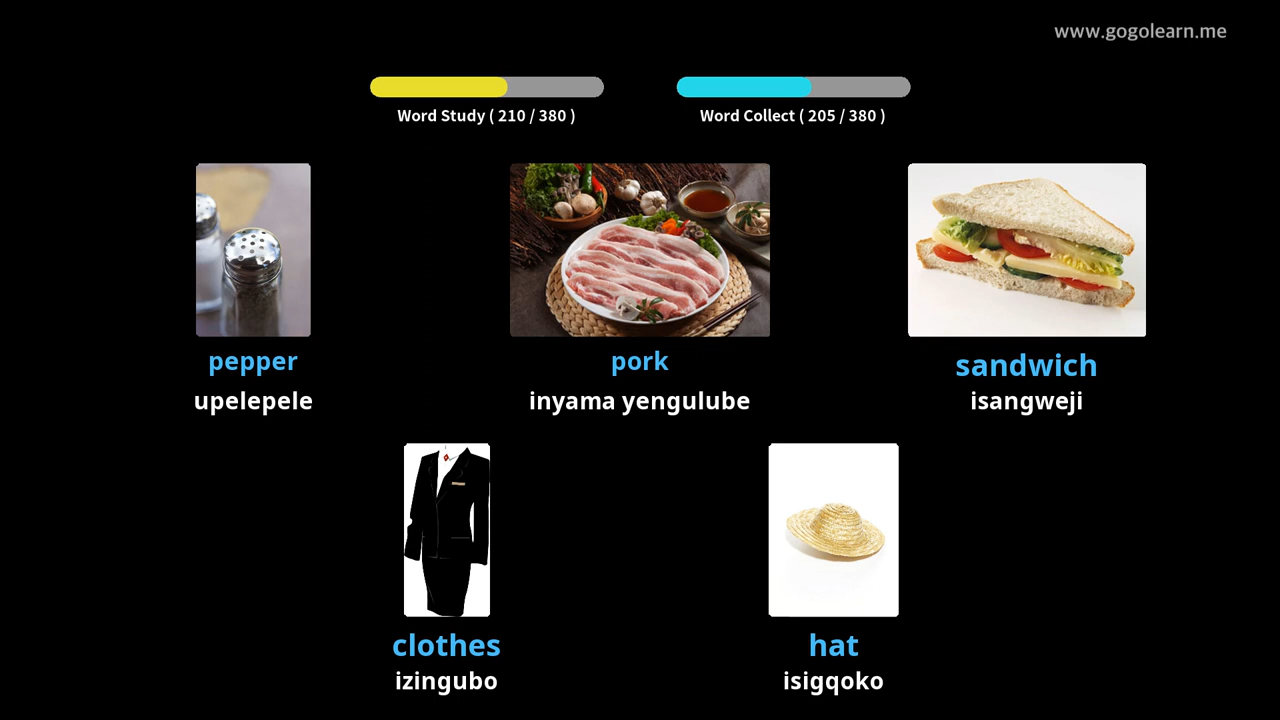 www.gogolearn.me
Word Study ( 210 / 380 )
Word Collect ( 205 / 380 )
pepper
upelepele
pork
inyama yengulube
sandwich
isangweji
clothes
izingubo
hat
isigqoko